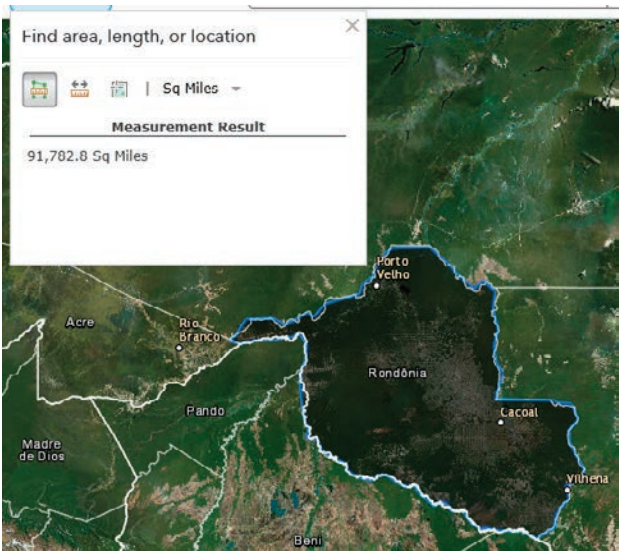 Find area, length, or location
Sq Miles
Measurement Result
91,782.8 Sq Miles
Porto
Velho
Acre
Rio
Branco
Rondônia
Pando
Cacoal
Madre
de Dios
Vilhena
Beni